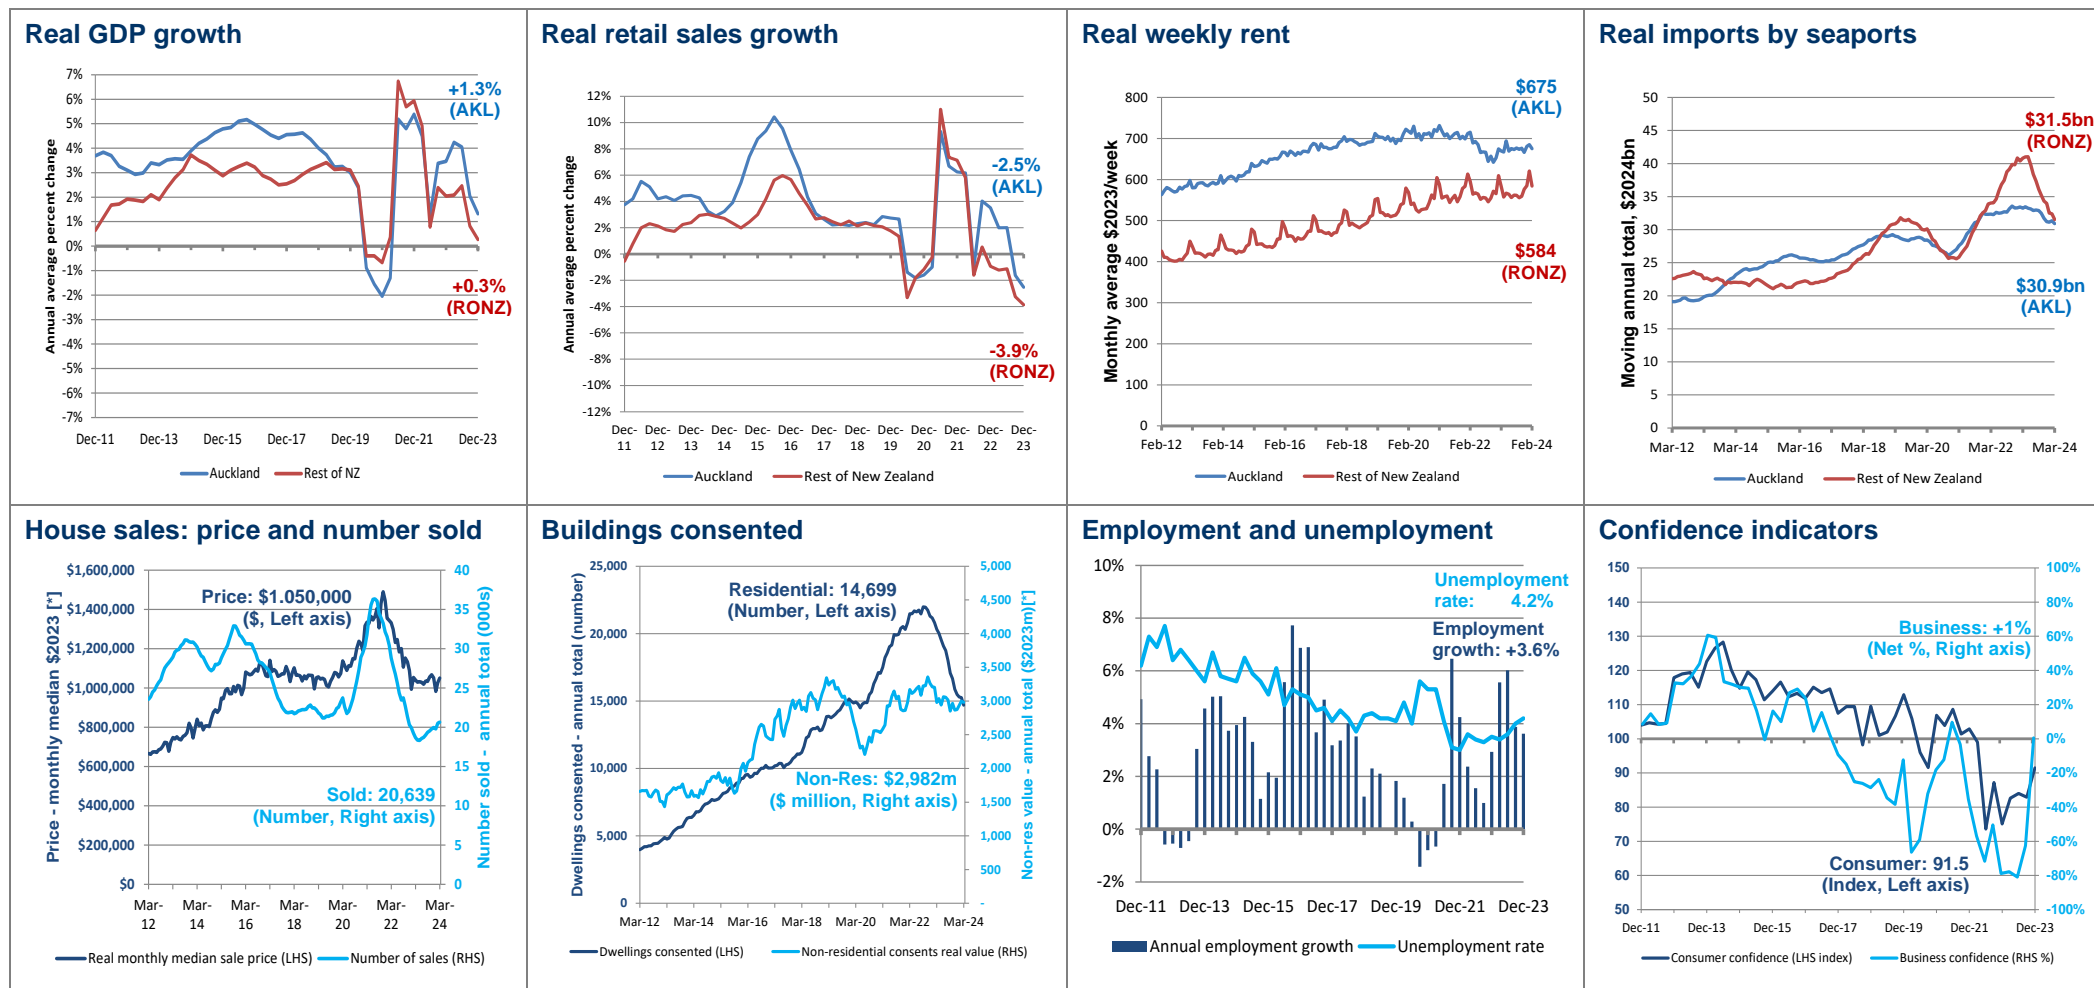 Real GDP growth
Annual average percent change
7%
6%
5%
4%
3%
2%
1%
0%
-1%
-2%
-3%
-4%
-5%
-6%
-7%
+1.3%
(AKL)
+0.3%
(RONZ)
Dec-11 Dec-13 Dec-15 Dec-17 Dec-19 Dec-21 Dec-23
Auckland Rest of NZ
Real retail sales growth
Annual average percent change
12%
10%
8%
6%
4%
2%
0%
-2%
-4%
-6%
-8%
-10%
-12%
-2.5%
(AKL)
-3.9%
(RONZ)
Dec- Dec- Dec- Dec- Dec- Dec- Dec- Dec- Dec- Dec- Dec- Dec- Dec-
11 12 13 14 15 16 17 18 19 20 21 22 23
Auckland Rest of New Zealand
Real weekly rent
Monthly average $2023/week
800
700
600
500
400
300
200
100
0
$675
(AKL)
$584
(RONZ)
Feb-12 Feb-14 Feb-16 Feb-18 Feb-20 Feb-22 Feb-24
Auckland Rest of New Zealand
Real imports by seaports
Moving annual total, $2024bn
50
45
40
35
30
25
20
15
10
5
0
$31.5bn
(RONZ)
$30.9bn
(AKL)
Mar-12 Mar-14 Mar-16 Mar-18 Mar-20 Mar-22 Mar-24
Auckland Rest of New Zealand
House sales: price and number sold
Price - monthly median $2023 [*]
$1,600,000
$1,400,000
$1,200,000
$1,000,000
$800,000
$600,000
$400,000
$200,000
$0
Price: $1.050,000
($, Left axis)
Sold: 20,639
(Number, Right axis)
40
35
30
25
20
15
10
5
0
Number sold - annual total (000s)
Mar- Mar- Mar- Mar- Mar- Mar- Mar-
12 14 16 18 20 22 24
Real monthly median sale price (LHS) Number of sales (RHS)
Buildings consented
Dwellings consented - annual total (number)
25,000
20,000
15,000
10,000
5,000
0
Residential: 14,699
(Number, Left axis)
Non-Res: $2,982m
($ million, Right axis)
5,000
4,500
4,000
3,500
3,000
2,500
2,000
1,500
1,000
500
-
Non-res value - annual total ($2023m)[*]
Mar-12 Mar-14 Mar-16 Mar-18 Mar-20 Mar-22 Mar-24
Dwellings consented (LHS) Non-residential consents real value (RHS)
Employment and unemployment
10%
8%
6%
4%
2%
0%
-2%
Unemployment
rate: 4.2%
Employment
growth: +3.6%
Dec-11 Dec-13 Dec-15 Dec-17 Dec-19 Dec-21 Dec-23
Annual employment growth Unemployment rate
Confidence indicators
150
140
130
120
110
100
90
80
70
60
50
Business: +1%
(Net %, Right axis)
Consumer: 91.5
(Index, Left axis)
100%
80%
60%
40%
20%
0%
-20%
-40%
-60%
-80%
-100%
Dec-11 Dec-13 Dec-15 Dec-17 Dec-19 Dec-21 Dec-23
Consumer confidence (LHS index) Business confidence (RHS %)